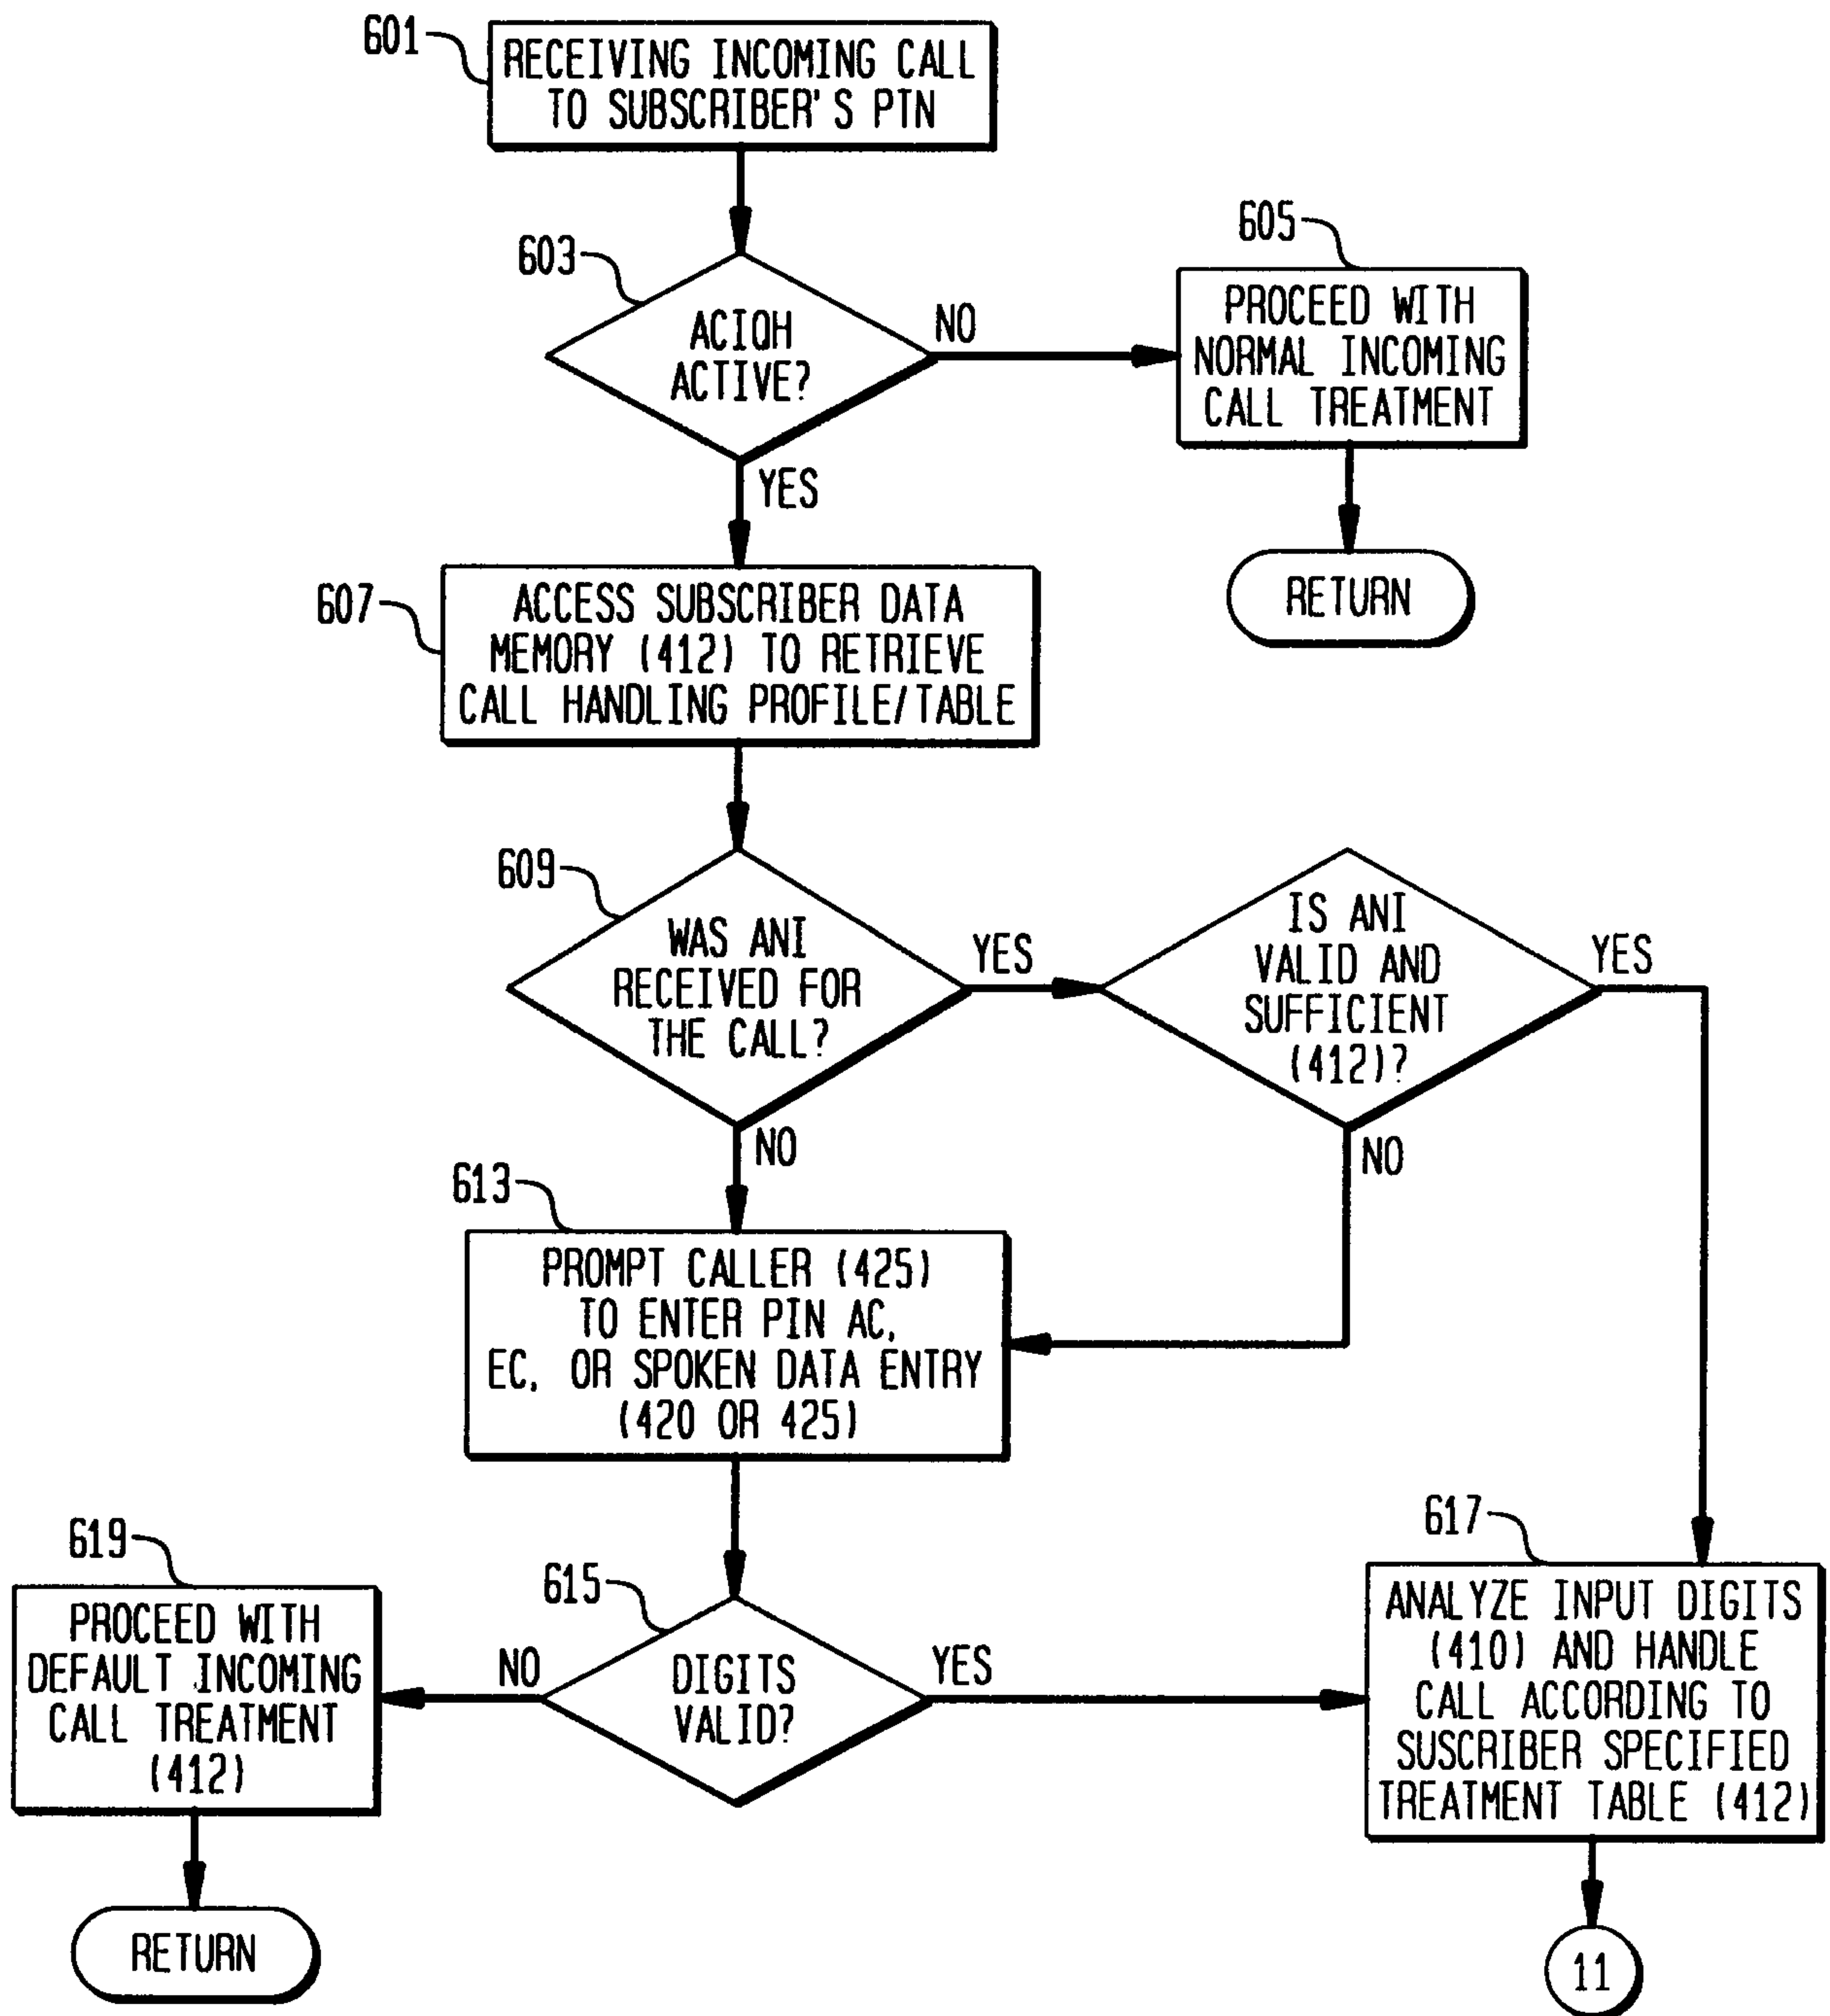 601
RECEIVING INCOMING CALL
TO SUBSCRIBER'S PTN
603
ACIQH
ACTIVE?
NO
YES
605
PROCEED WITH
NORMAL INCOMING
CALL TREATMENT
RETURN
607
ACCESS SUBSCRIBER DATA
MEMORY (412) TO RETRIEVE
CALL HANDLING PROFILE/TABLE
609
WAS ANI
RECEIVED FOR
THE CALL?
YES
NO
IS ANI
VALID AND
SUFFICIENT
(412)?
YES
NO
613
PROMPT CALLER (425)
TO ENTER PIN AC,
EC, OR SPOKEN DATA ENTRY
(420 OR 425)
615
DIGITS
VALID?
NO
YES
619
PROCEED WITH
DEFAULT INCOMING
CALL TREATMENT
(412)
RETURN
617
ANALYZE INPUT DIGITS
(410) AND HANDLE
CALL ACCORDING TO
SUSCRIBER SPECIFIED
TREATMENT TABLE (412)
11